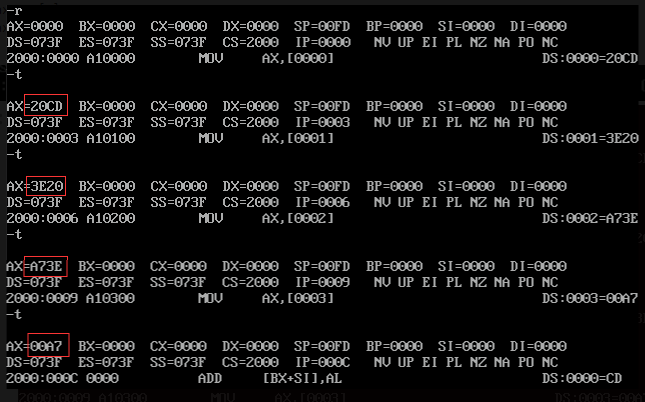 -r
AX=0000 BX=0000 CX=0000 DX=0000 SP=00FD BP=0000 SI=0000 DI=0000
DS=073F ES=073F SS=073F CS=2000 IP=0000 NV UP EI PL NZ NA PO NC
2000:0000 A10000 MOV AX,[0000] DS:0000=20CD
-t
AX=20CD BX=0000 CX=0000 DX=0000 SP=00FD BP=0000 SI=0000 DI=0000
DS=073F ES=073F SS=073F CS=2000 IP=0003 NV UP EI PL NZ NA PO NC
2000:0003 A10100 MOV AX,[0001] DS:0001=3E20
-t
AX=3E20 BX=0000 CX=0000 DX=0000 SP=00FD BP=0000 SI=0000 DI=0000
DS=073F ES=073F SS=073F CS=2000 IP=0006 NV UP EI PL NZ NA PO NC
2000:0006 A10200 MOV AX,[0002] DS:0002=A73E
-t
AX=A73E BX=0000 CX=0000 DX=0000 SP=00FD BP=0000 SI=0000 DI=0000
DS=073F ES=073F SS=073F CS=2000 IP=0009 NV UP EI PL NZ NA PO NC
2000:0009 A10300 MOV AX,[0003] DS:0003=00A7
-t
AX=00A7 BX=0000 CX=0000 DX=0000 SP=00FD BP=0000 SI=0000 DI=0000
DS=073F ES=073F SS=073F CS=2000 IP=000C NV UP EI PL NZ NA PO NC
2000:000C 0000 ADD [BX+SI],AL DS:0000=CD
2000:0009 A10300 MOV AX,[0003] DS:0003=00A